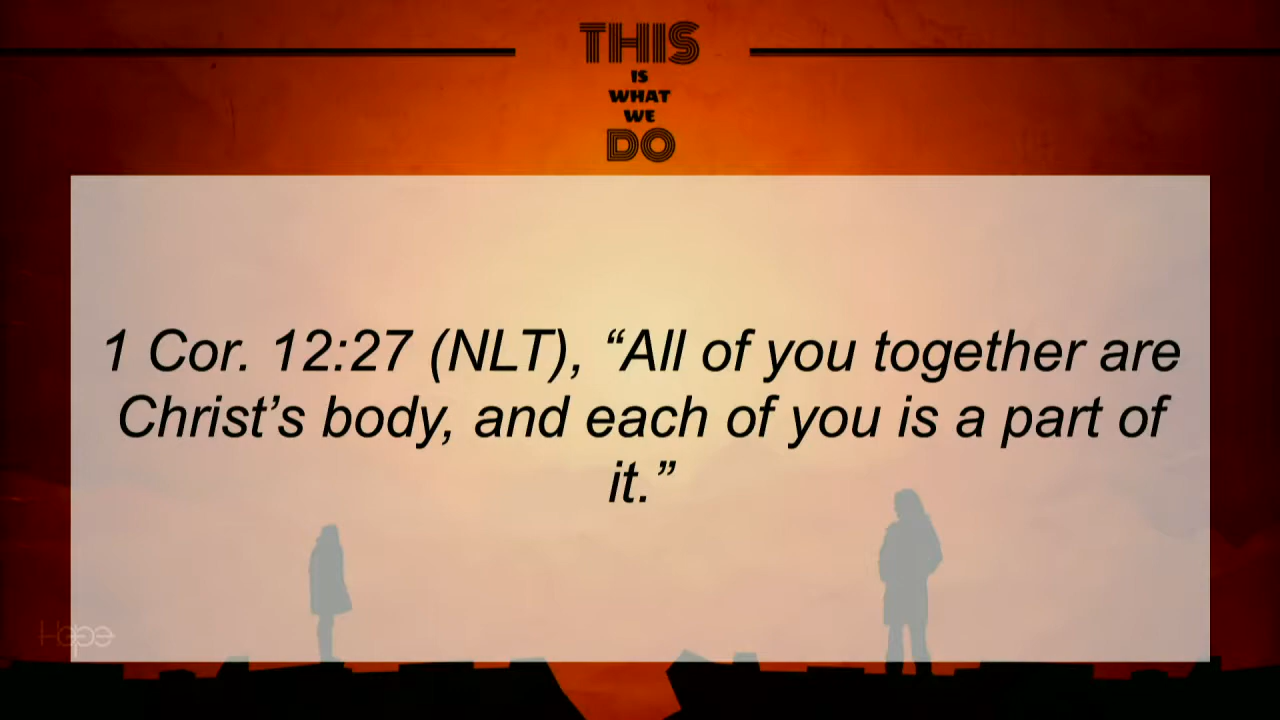 THIS
IS
WHAT
WE
DO
1 Cor. 12:27 (NLT), “All of you together are
Christ’s body, and each of you is a part of
it.”
Hope